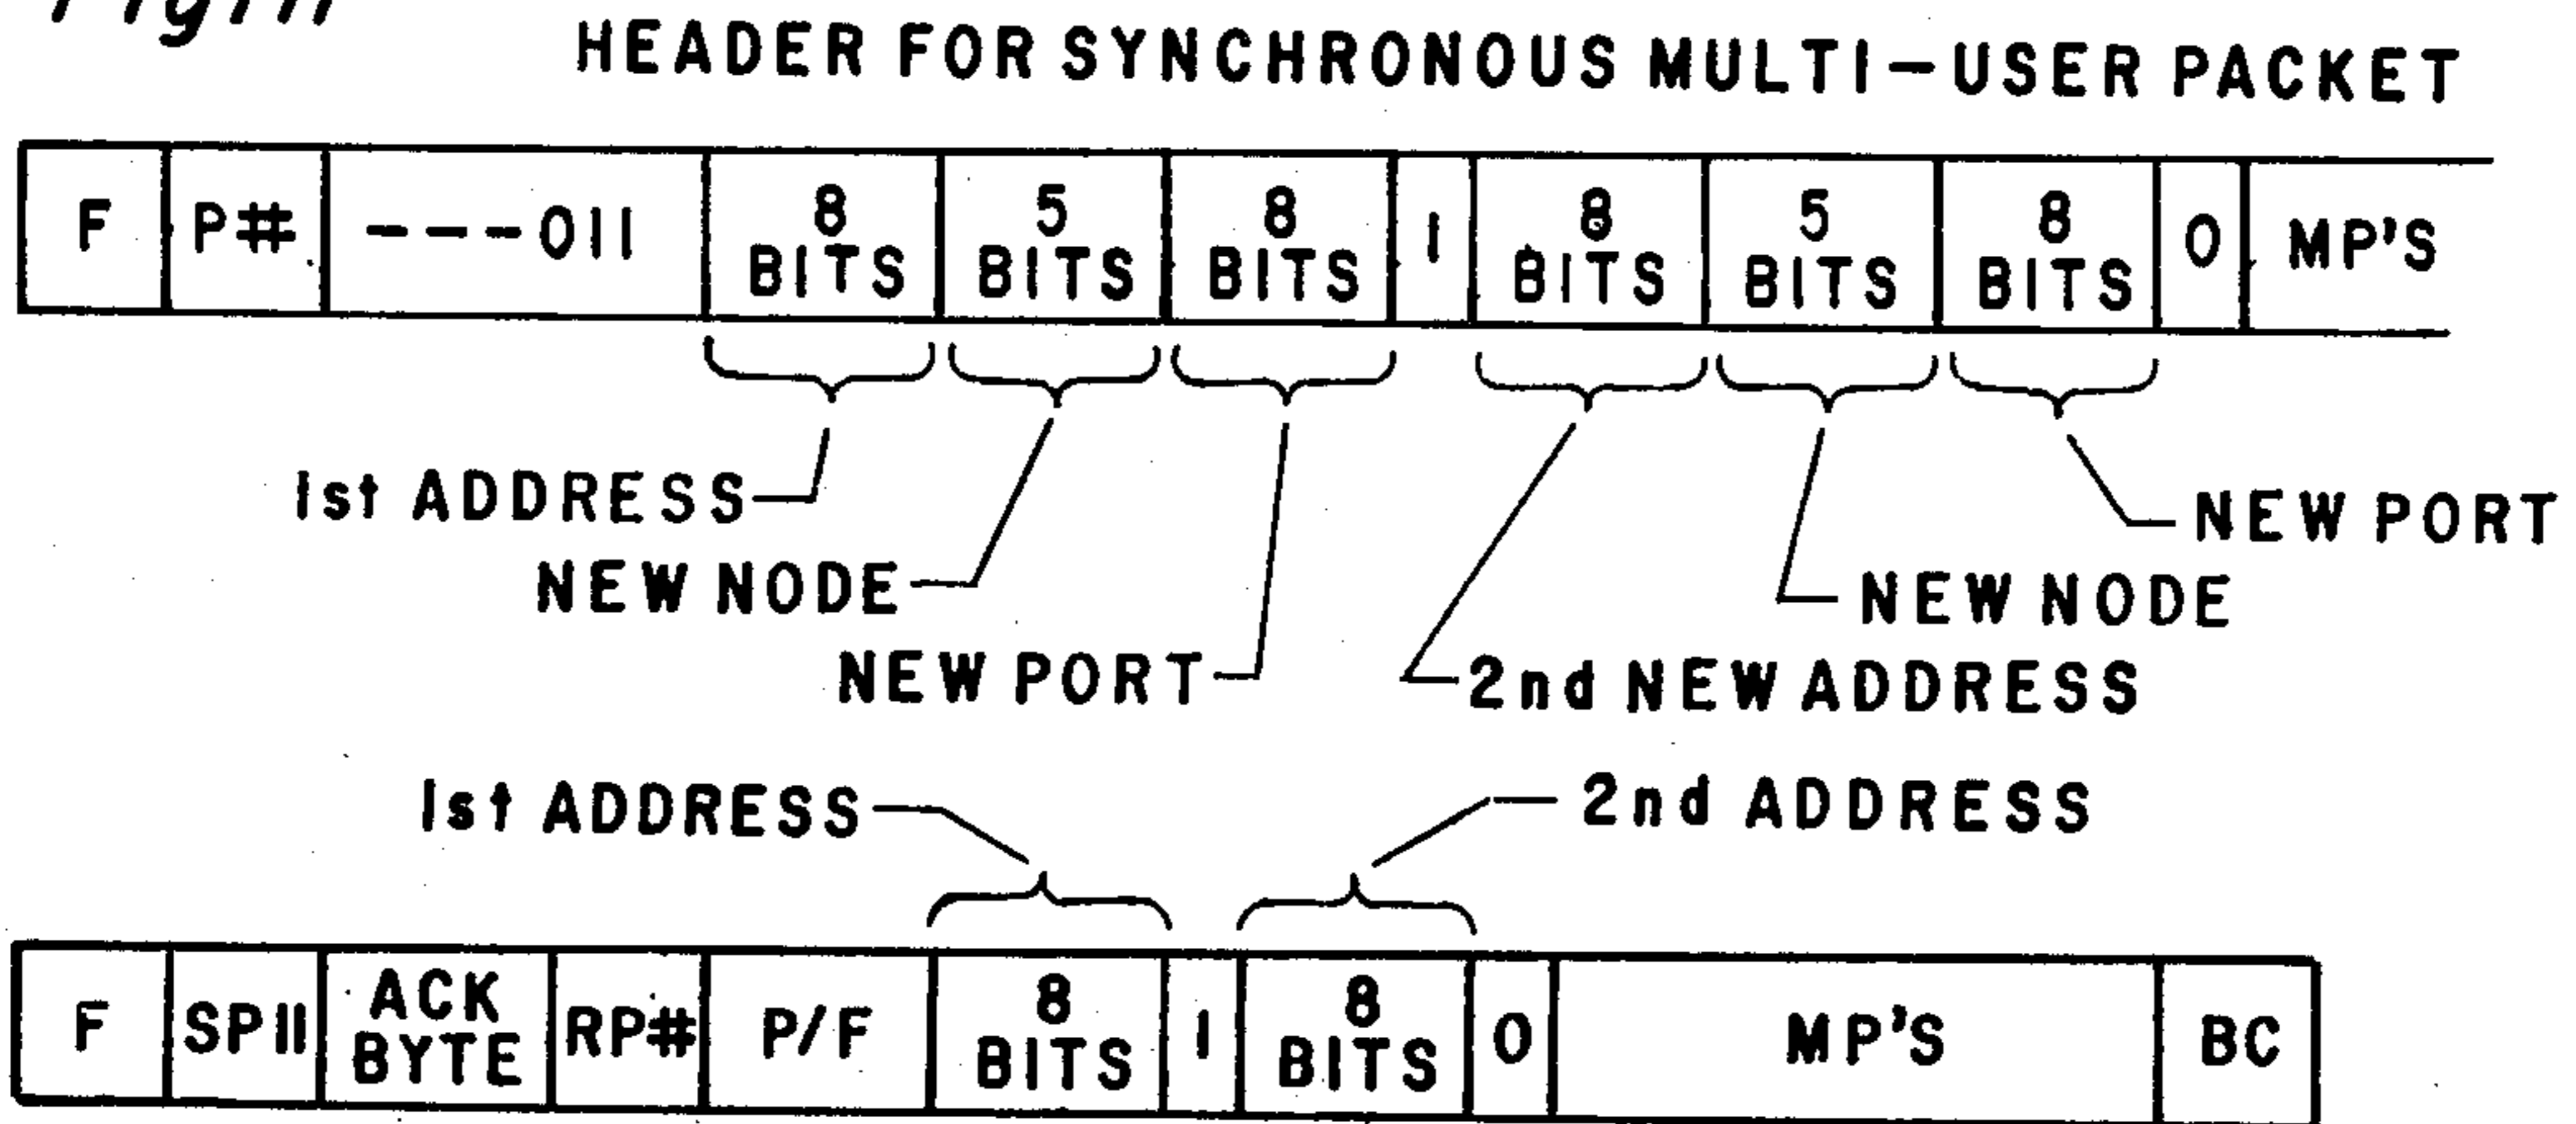 HEADER FOR SYNCHRONOUS MULTI-USER PACKET
F P# ---011 8 BITS 5 BITS 8 BITS 1 8 BITS 5 BITS 8 BITS 0 MP'S
1st ADDRESS
NEW PORT
NEW NODE
NEW NODE
NEW PORT
2nd NEW ADDRESS
1st ADDRESS
2nd ADDRESS
F SP11 ACK BYTE RP# P/F 8 BITS 1 8 BITS 0 MP'S BC